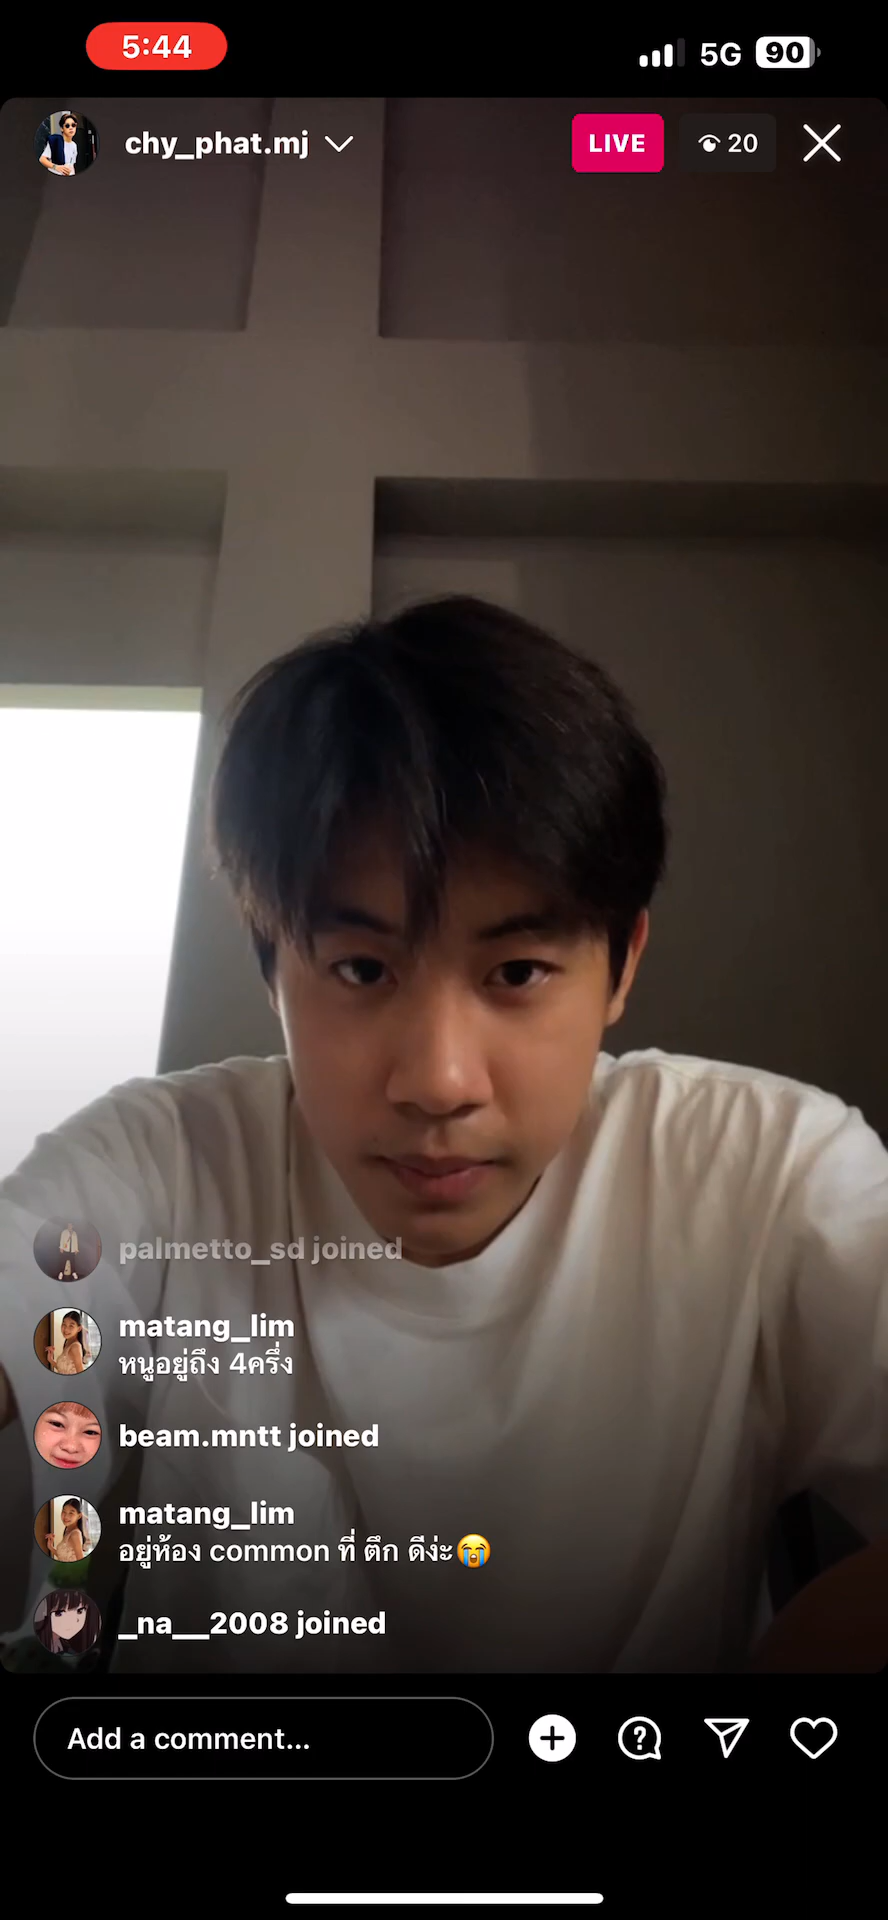 5:44
5G 90
chy_phat.mj
LIVE
20
palmetto_sd joined
matang_lim
หนูอยู่ถึง 4ครึ่ง
beam.mntt joined
matang_lim
อยู่ห้อง common ที่ ตึก ดีง่ะ😭
_na__2008 joined
Add a comment...